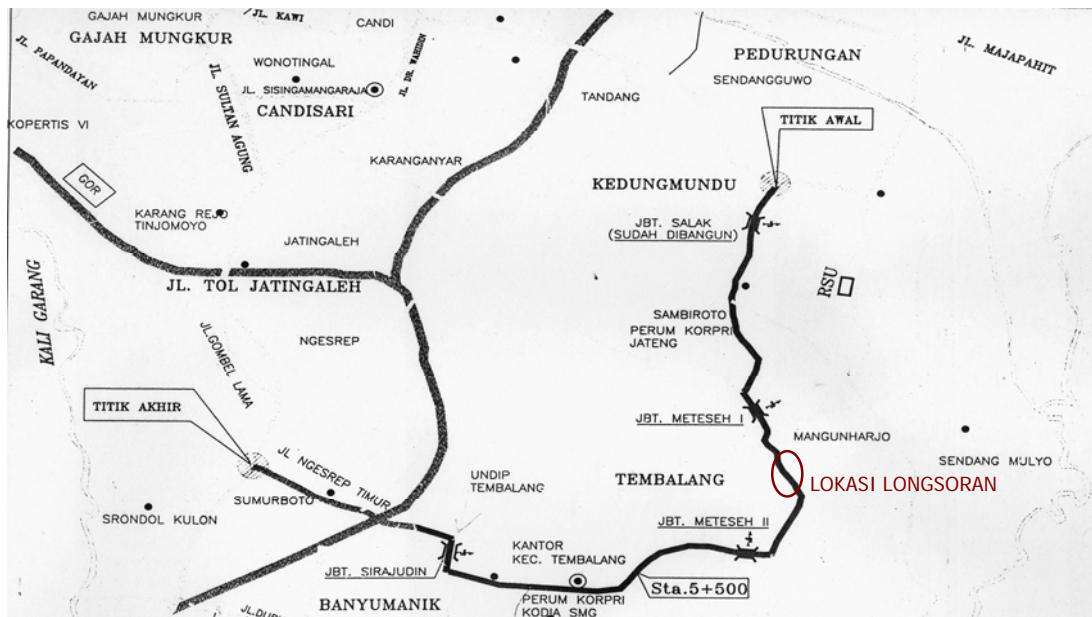 GAJAH MUNGKUR
JL. KAWI
CANDI
GAJAH MUNGKUR
JL. PAPANDAYAN
WONOTINGAL
JL. SISINGAMANGARAJA
JL. DR. WAHIDIN
CANDISARI
JL. SULTAN AGUNG
KOPERTIS VI
PEDURUNGAN
SENDANGGUWO
JL. MAJAPAHIT
TANDANG
TITIK AWAL
KARANGANYAR
KEDUNGMUNDU
GOR
KARANG REJO
TINJOMOYO
JBT. SALAK
(SUDAH DIBANGUN)
JATINGALEH
JL. TOL JATINGALEH
RSU
KALI GARANG
SAMBIROTO
PERUM KORPRI
JATENG
NGESREP
JL.GOMBEL LAMA
TITIK AKHIR
JBT. METESEH I
MANGUNHARJO
SENDANG MULYO
JL NGESREP TIMUR
UNDIP
TEMBALANG
TEMBALANG
LOKASI LONGSORAN
SUMURBOTO
SRONDOL KULON
JBT. METESEH II
KANTOR
KEC. TEMBALANG
JBT. SIRAJUDIN
Sta.5+500
BANYUMANIK
PERUM KORPRI
KODIA SMG